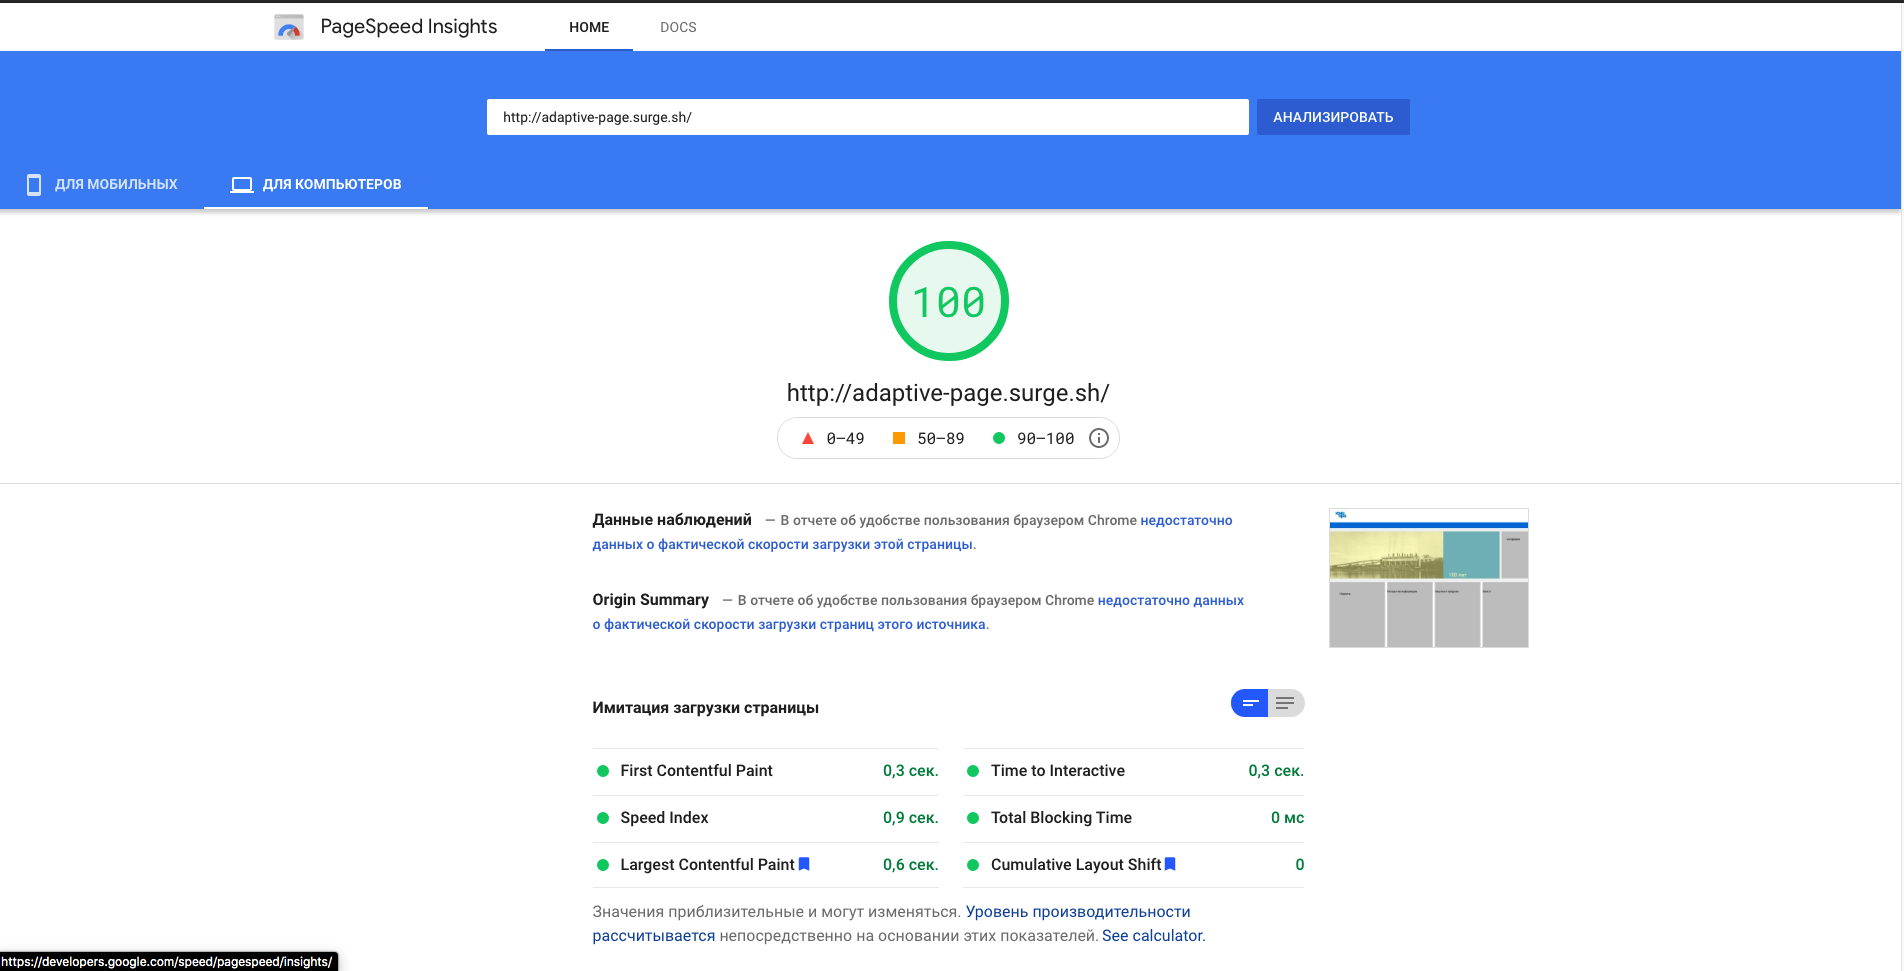 PageSpeed Insights
HOME
DOCS
http://adaptive-page.surge.sh/
АНАЛИЗИРОВАТЬ
ДЛЯ МОБИЛЬНЫХ
ДЛЯ КОМПЬЮТЕРОВ
100
http://adaptive-page.surge.sh/
0–49
50–89
90–100
Данные наблюдений — В отчете об удобстве пользования браузером Chrome недостаточно
данных о фактической скорости загрузки этой страницы.
Origin Summary — В отчете об удобстве пользования браузером Chrome недостаточно данных
о фактической скорости загрузки страниц этого источника.
Имитация загрузки страницы
First Contentful Paint 0,3 сек.
Time to Interactive 0,3 сек.
Speed Index 0,9 сек.
Total Blocking Time 0 мс
Largest Contentful Paint 0,6 сек.
Cumulative Layout Shift 0
Значения приблизительные и могут изменяться. Уровень производительности
рассчитывается непосредственно на основании этих показателей. See calculator.
https://developers.google.com/speed/pagespeed/insights/